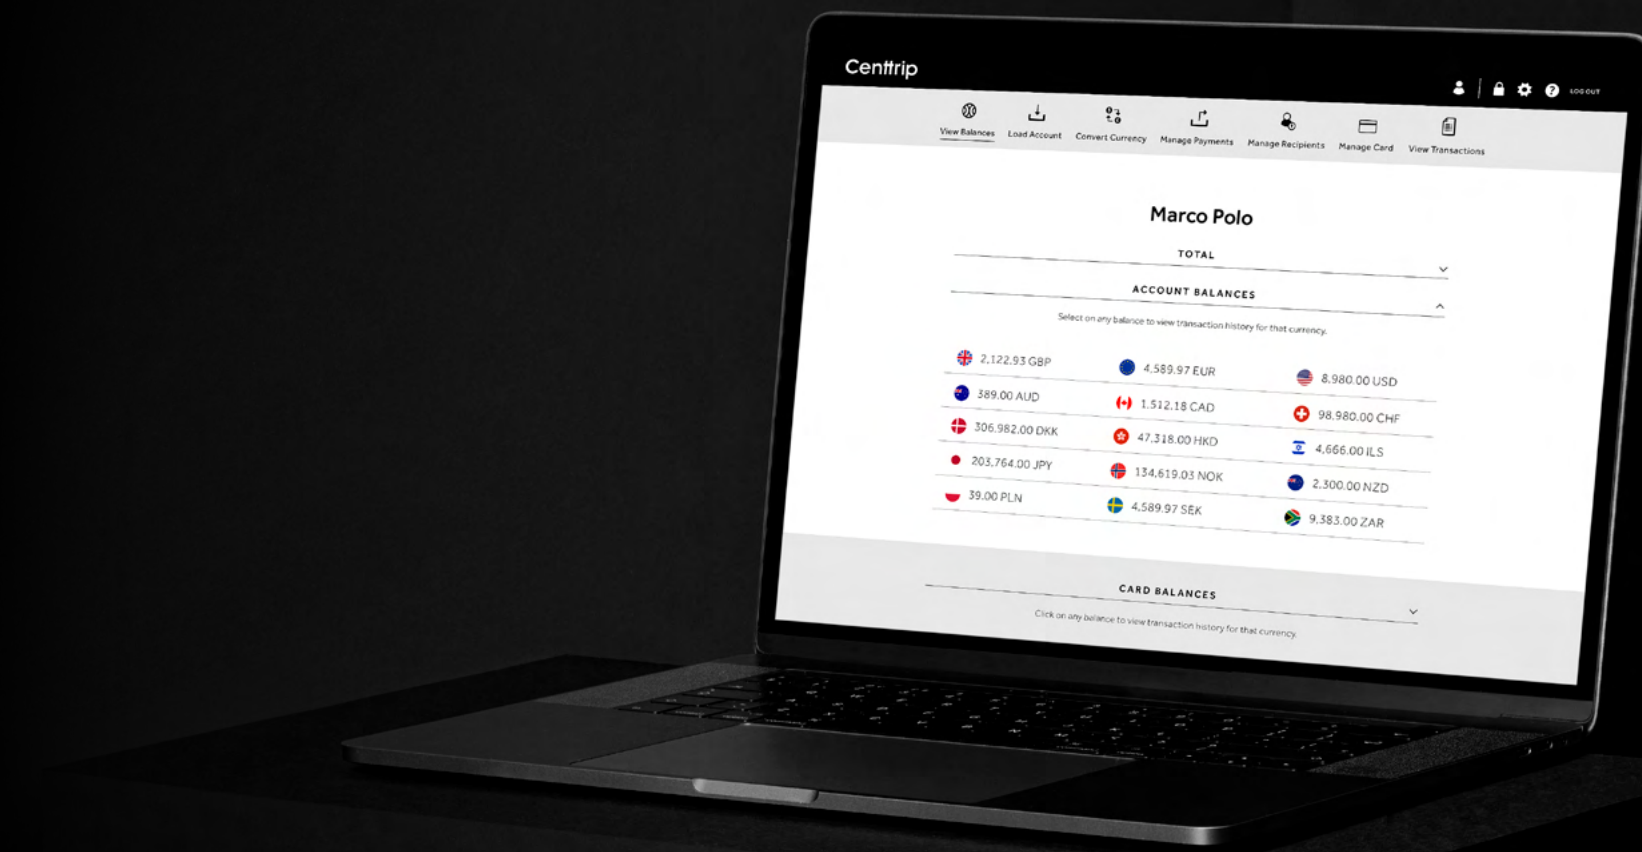 Centtrip
LOG OUT
View Balances
Load Account
Convert Currency
Manage Payments
Manage Recipients
Manage Card
View Transactions
Marco Polo
TOTAL
ACCOUNT BALANCES
Select on any balance to view transaction history for that currency.
2,122.93 GBP 4,589.97 EUR 8,980.00 USD
389.00 AUD 1,512.18 CAD 98,980.00 CHF
306,982.00 DKK 47,318.00 HKD 4,666.00 ILS
203,764.00 JPY 134,619.03 NOK 2,300.00 NZD
39.00 PLN 4,589.97 SEK 9,383.00 ZAR
CARD BALANCES
Click on any balance to view transaction history for that currency.